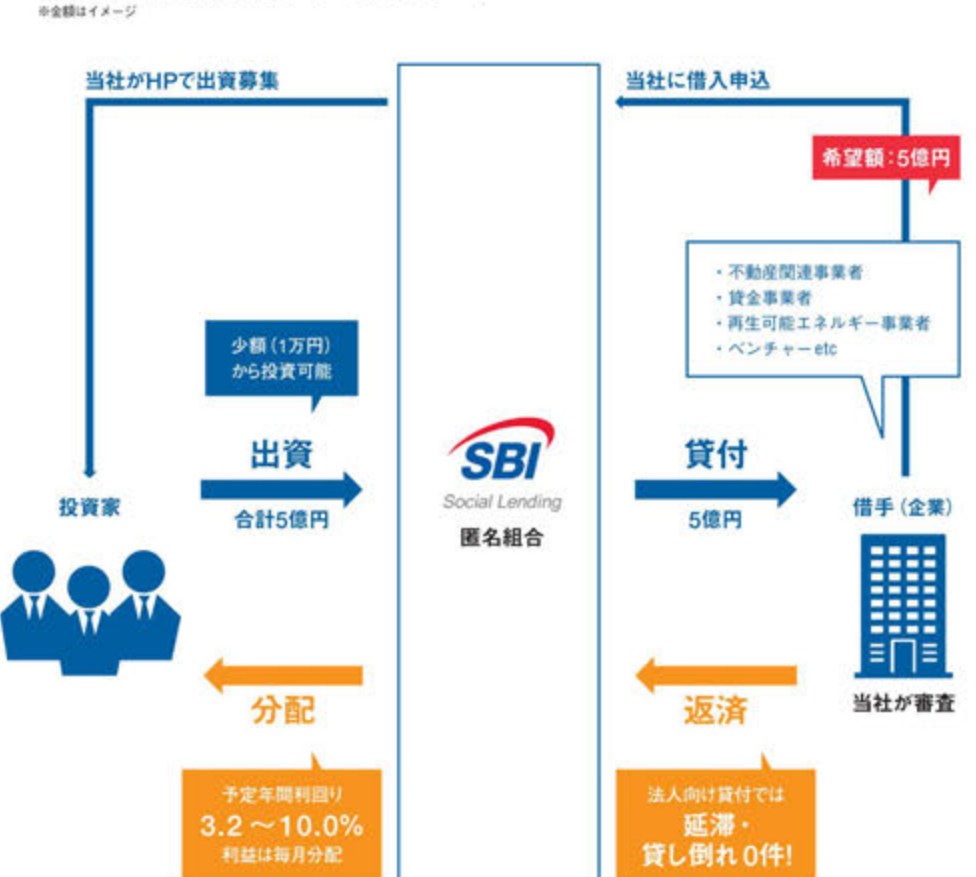 ※金額はイメージ
当社がHPで出資募集
当社に借入申込
希望額：5億円
・不動産関連事業者
・貸金事業者
・再生可能エネルギー事業者
・ベンチャーetc
少額（1万円）
から投資可能
出資
合計5億円
SBI
Social Lending
匿名組合
貸付
5億円
投資家
借手（企業）
分配
返済
当社が審査
予定年間利回り
3.2～10.0%
利益は毎月分配
法人向け貸付では
延滞・
貸し倒れ0件!